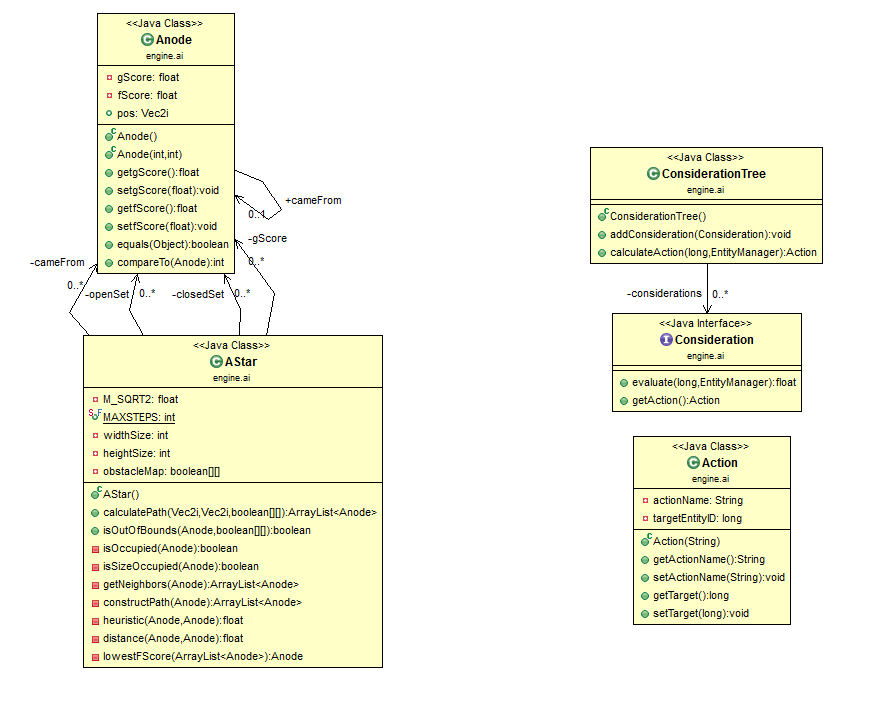 <<Java Class>>
C Anode
engine.ai
gScore: float
fScore: float
pos: Vec2i
Anode()
Anode(int,int)
getgScore():float
setgScore(float):void
getfScore():float
setfScore(float):void
equals(Object):boolean
compareTo(Anode):int
+cameFrom
0..1
-gScore
0..*
-cameFrom
0..*
-openSet
0..*
-closedSet
0..*
<<Java Class>>
C AStar
engine.ai
M_SQRT2: float
S F MAXSTEPS: int
widthSize: int
heightSize: int
obstacleMap: boolean[][]
AStar()
calculatePath(Vec2i,Vec2i,boolean[][]):ArrayList<Anode>
isOutOfBounds(Anode,boolean[][]):boolean
isOccupied(Anode):boolean
isSizeOccupied(Anode):boolean
getNeighbors(Anode):ArrayList<Anode>
constructPath(Anode):ArrayList<Anode>
heuristic(Anode,Anode):float
distance(Anode,Anode):float
lowestFScore(ArrayList<Anode>):Anode
<<Java Class>>
C ConsiderationTree
engine.ai
ConsiderationTree()
addConsideration(Consideration):void
calculateAction(long,EntityManager):Action
-considerations
0..*
<<Java Interface>>
I Consideration
engine.ai
evaluate(long,EntityManager):float
getAction():Action
<<Java Class>>
C Action
engine.ai
actionName: String
targetEntityID: long
Action(String)
getActionName():String
setActionName(String):void
getTarget():long
setTarget(long):void